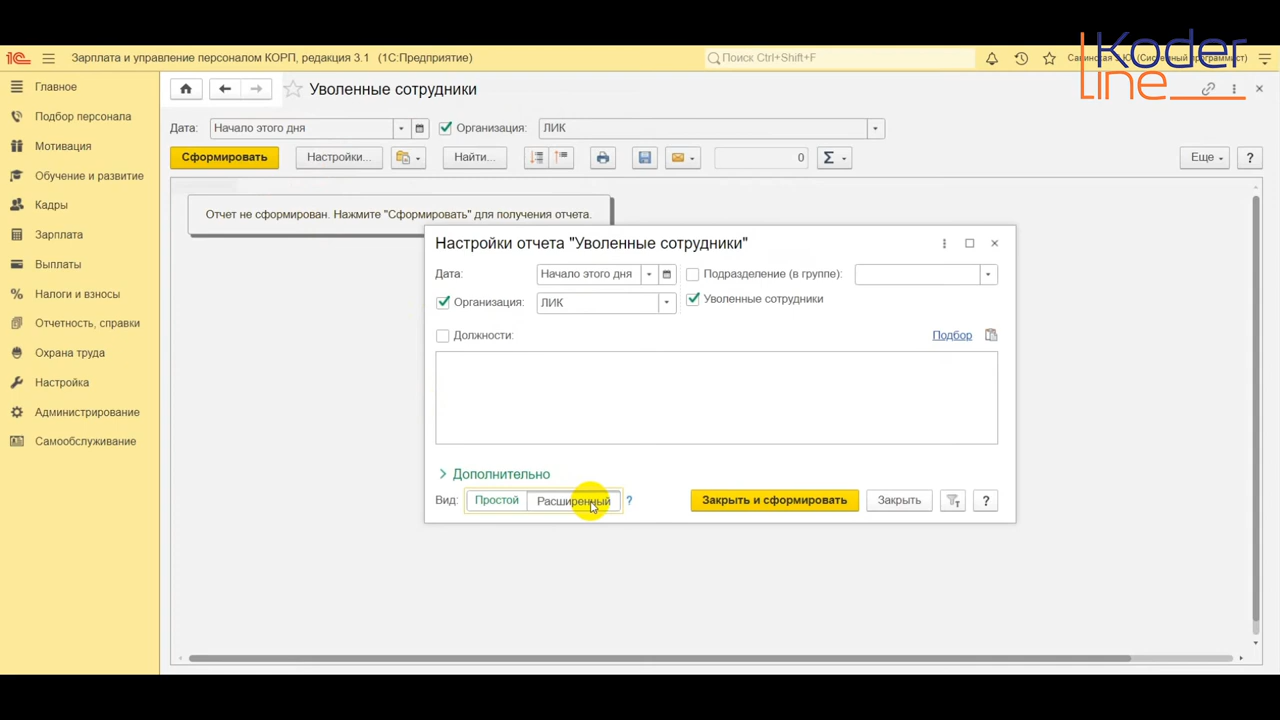 Koder
line
1С Зарплата и управление персоналом КОРП, редакция 3.1 (1С:Предприятие)
Поиск Ctrl+Shift+F
(Системный программист)
Главное
Подбор персонала
Мотивация
Обучение и развитие
Кадры
Зарплата
Выплаты
Налоги и взносы
Отчетность, справки
Охрана труда
Настройка
Администрирование
Самообслуживание
Уволенные сотрудники
Дата: Начало этого дня Организация: ЛИК
Сформировать Настройки... Найти... 0 Σ Еще ?
Отчет не сформирован. Нажмите "Сформировать" для получения отчета.
Настройки отчета "Уволенные сотрудники"
Дата: Начало этого дня Подразделение (в группе):
Организация: ЛИК Уволенные сотрудники
Должности: Подбор
Дополнительно
Вид: Простой Расширенный ? Закрыть и сформировать Закрыть ?